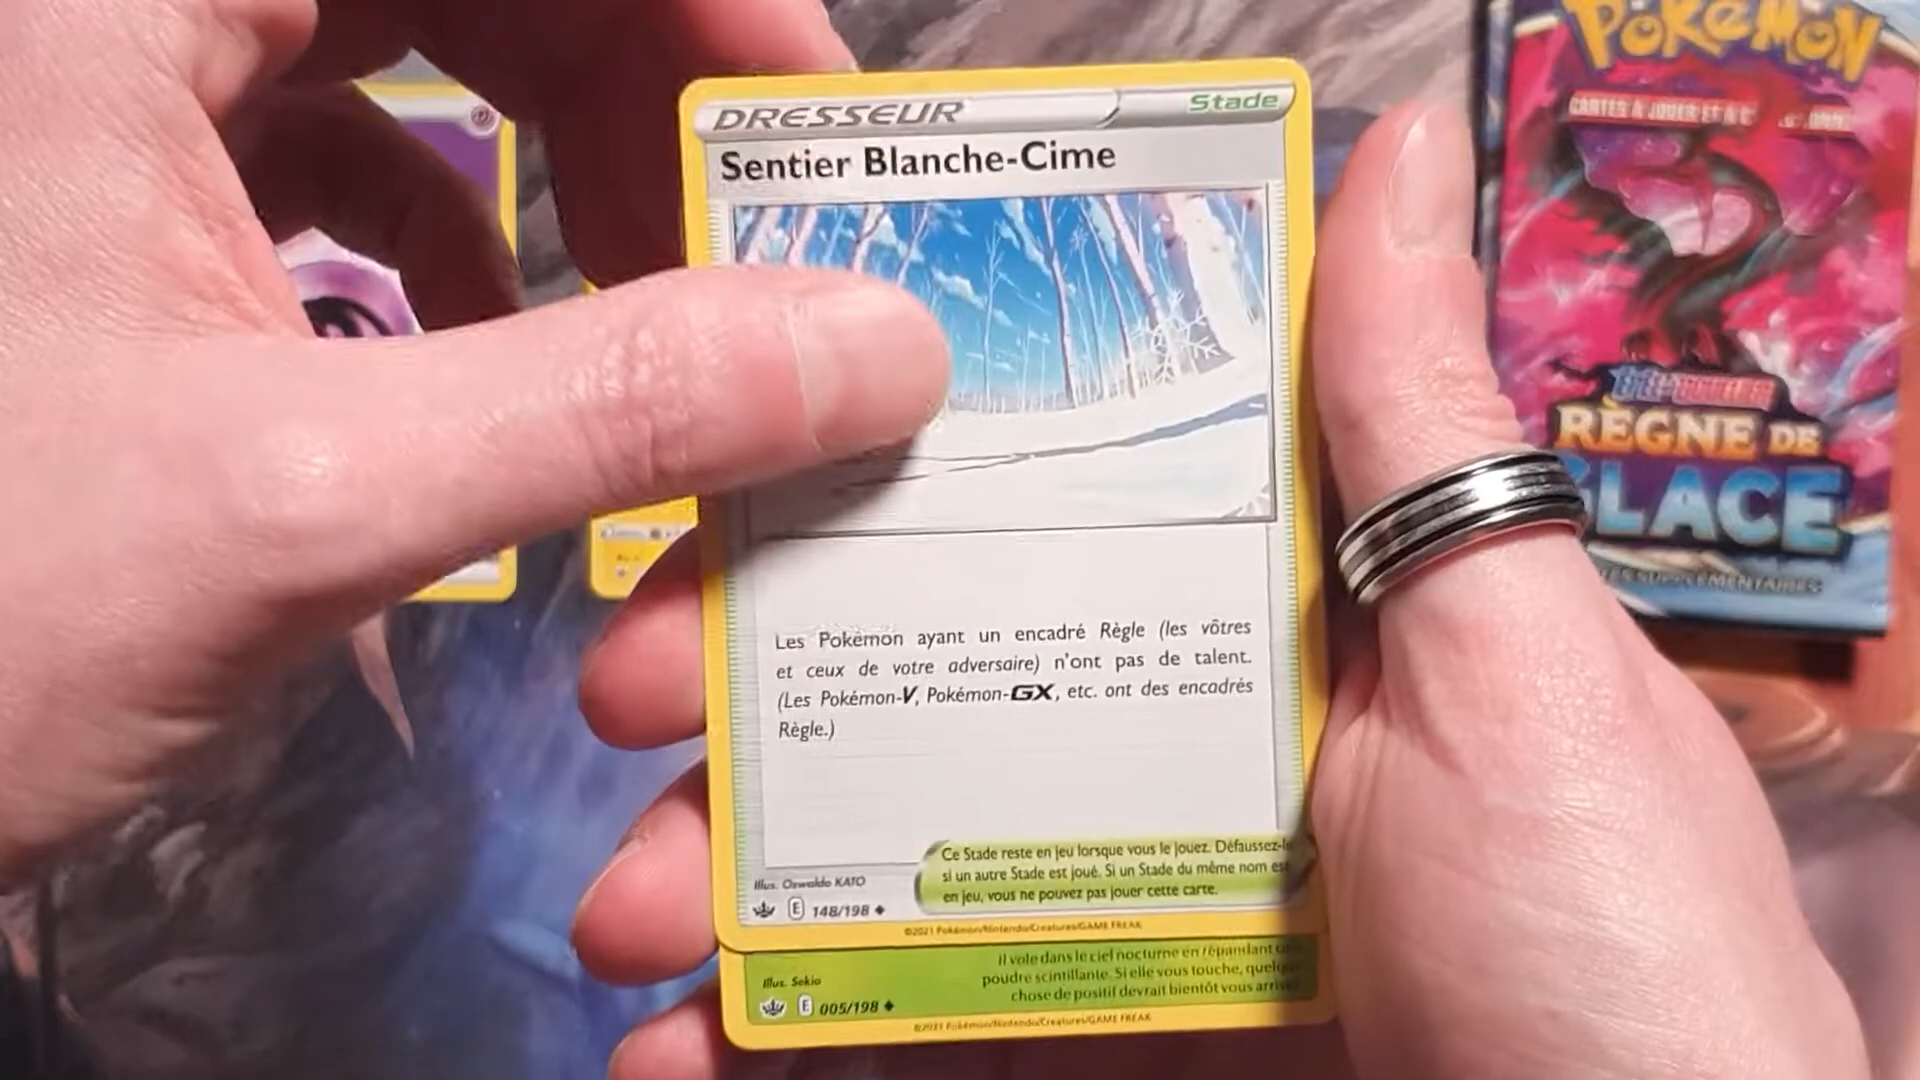 DRESSEUR
Stade
Sentier Blanche-Cime
Les Pokémon ayant un encadré Règle (les vôtres
et ceux de votre adversaire) n'ont pas de talent.
(Les Pokémon-V, Pokémon-GX, etc. ont des encadrés
Règle.)
Ce Stade reste en jeu lorsque vous le jouez. Défaussez-le
si un autre Stade est joué. Si un Stade du même nom est
en jeu, vous ne pouvez pas jouer cette carte.
Illus. Oswaldo KATO
E 148/198
©2021 Pokémon/Nintendo/Creatures/GAME FREAK
Il vole dans le ciel nocturne en répandant
poudre scintillante. Si elle vous touche, quelque
chose de positif devrait bientôt vous
Illus. Sekio
E 005/198
©2021 Pokémon/Nintendo/Creatures/GAME FREAK
POKÉMON
CARTES À JOUER ET À
RÈGNE DE
GLACE